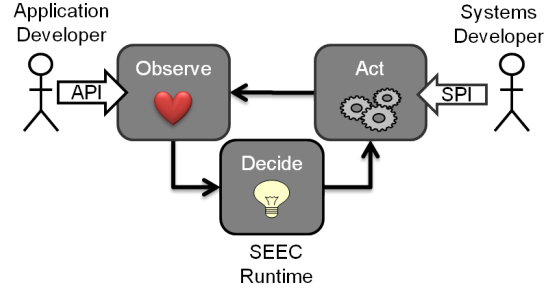 Application
Developer
Systems
Developer
Observe
Act
API
SPI
Decide
SEEC
Runtime